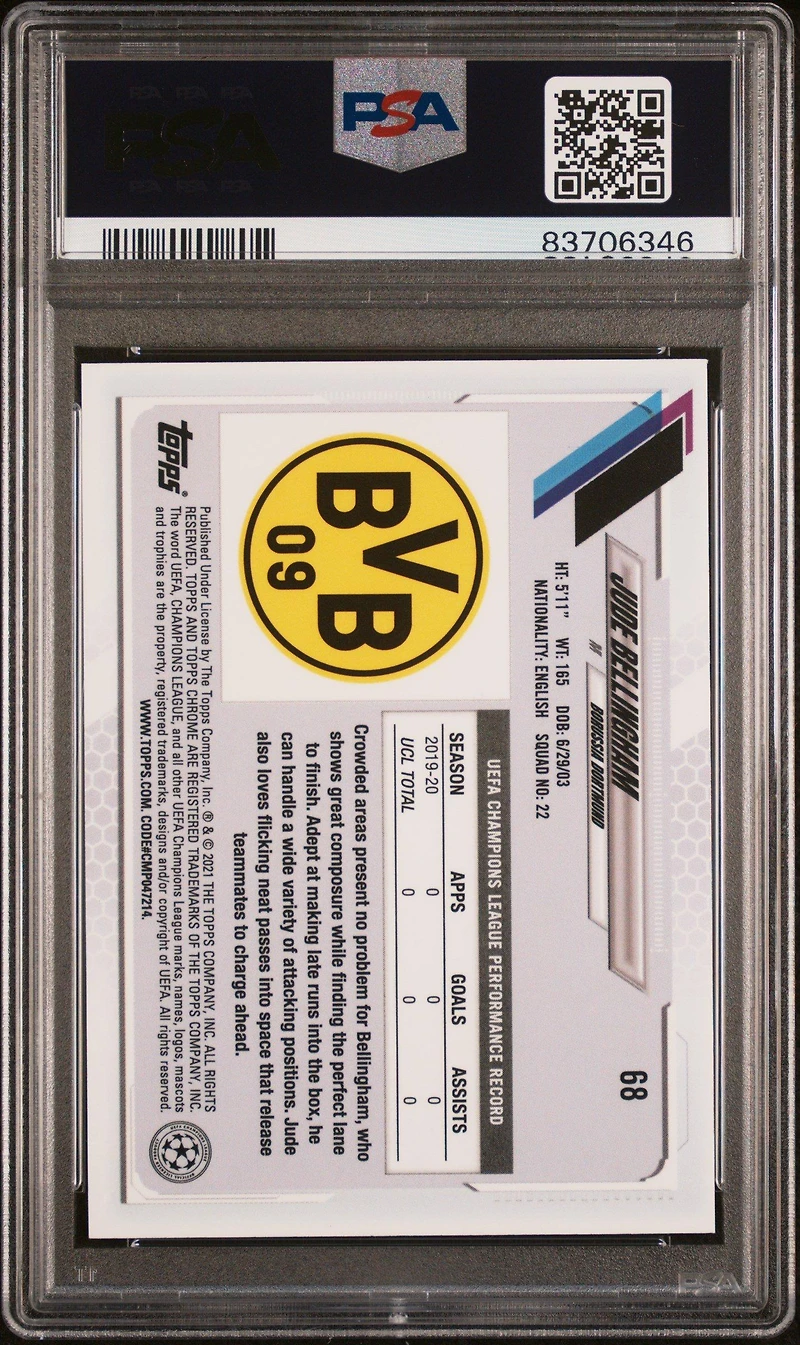 PSA
83706346
JUDE BELLINGHAM
BORUSSIA DORTMUND
68
HT: 5'11" WT: 165 DOB: 6/29/03
NATIONALITY: ENGLISH SQUAD NO.: 22
BVB
09
UEFA CHAMPIONS LEAGUE PERFORMANCE RECORD
SEASON APPS GOALS ASSISTS
2019-20 0 0 0
UCL TOTAL 0 0 0
Crowded areas present no problem for Bellingham, who
shows great composure while finding the perfect lane
to finish. Adept at making late runs into the box, he
can handle a wide variety of attacking positions. Jude
also loves flicking neat passes into space that release
teammates to charge ahead.
topps®
Published Under License by The Topps Company, Inc. ® & © 2021 THE TOPPS COMPANY, INC. ALL RIGHTS
RESERVED. TOPPS AND TOPPS CHROME ARE REGISTERED TRADEMARKS OF THE TOPPS COMPANY, INC.
The word UEFA, CHAMPIONS LEAGUE, and all other UEFA Champions League marks, names, logos, mascots
and trophies are the property, registered trademarks, designs and/or copyright of UEFA. All rights reserved.
WWW.TOPPS.COM. CODE#CMP047214.
PSA